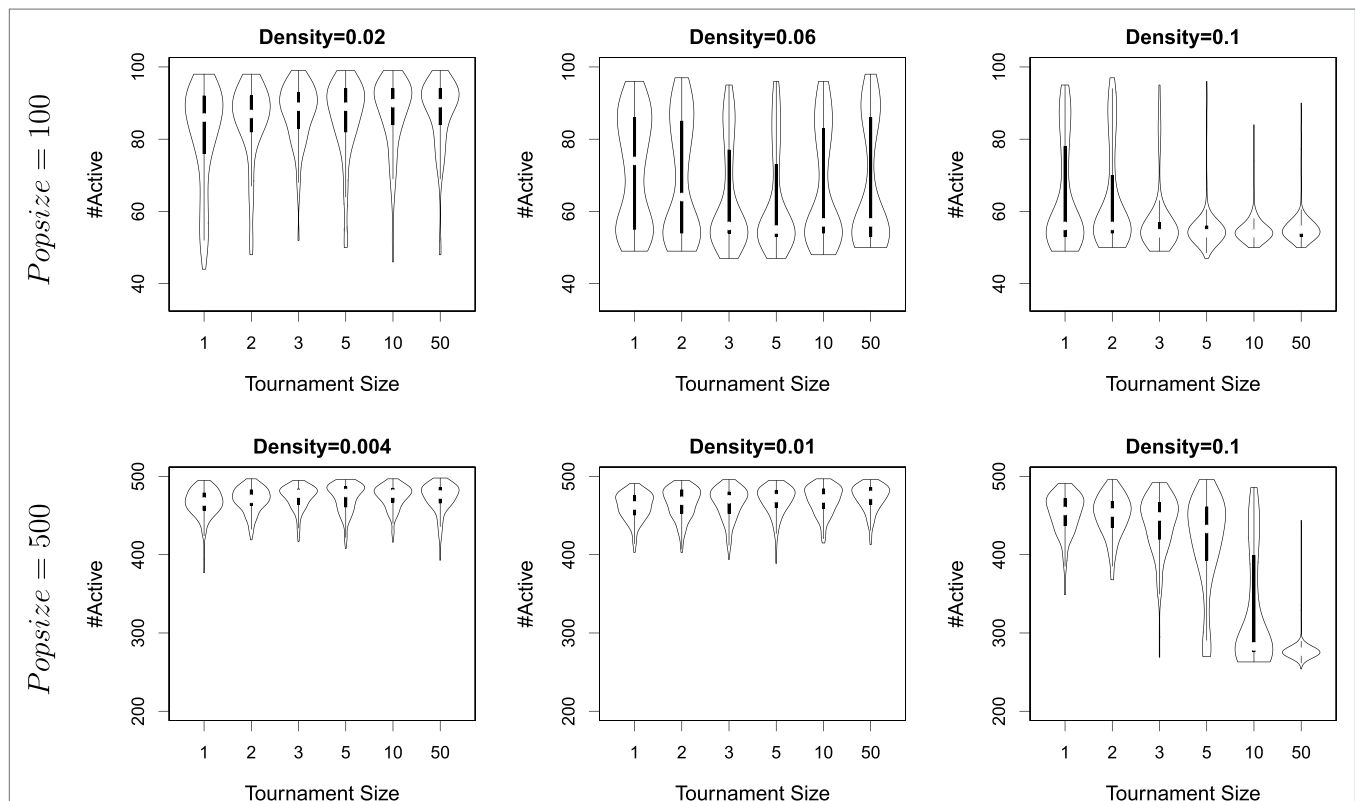 Density=0.02
Density=0.06
Density=0.1
Popsize = 100
#Active
100
80
60
40
1 2 3 5 10 50
Tournament Size
#Active
100
80
60
40
1 2 3 5 10 50
Tournament Size
#Active
100
80
60
40
1 2 3 5 10 50
Tournament Size
Density=0.004
Density=0.01
Density=0.1
Popsize = 500
#Active
500
400
300
200
1 2 3 5 10 50
Tournament Size
#Active
500
400
300
200
1 2 3 5 10 50
Tournament Size
#Active
500
400
300
200
1 2 3 5 10 50
Tournament Size